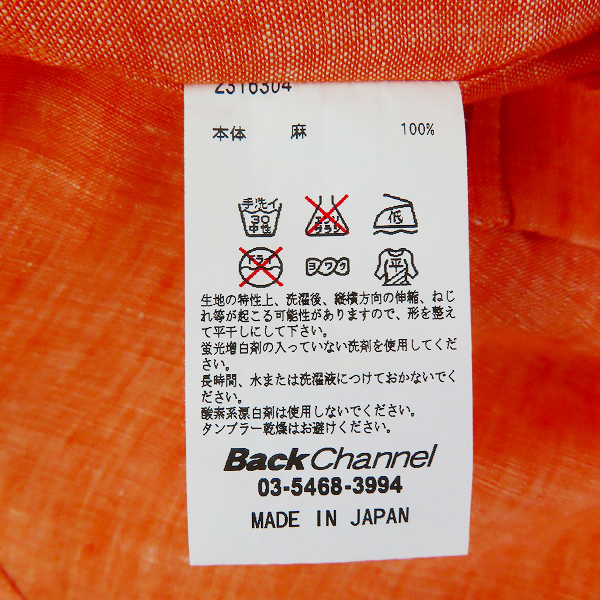 2316304
本体 麻 100%
手洗イ 30 中性 エンソ サラシ 低
ドライ ヨワク 平
生地の特性上、洗濯後、縦横方向の伸縮、ねじ
れ等が起こる可能性がありますので、形を整え
て平干しにして下さい。
蛍光増白剤の入っていない洗剤を使用してくだ
さい。
長時間、水または洗濯液につけておかないでく
ださい。
酸素系漂白剤は使用しないでください。
タンブラー乾燥はお避けください。
Back Channel
03-5468-3994
MADE IN JAPAN